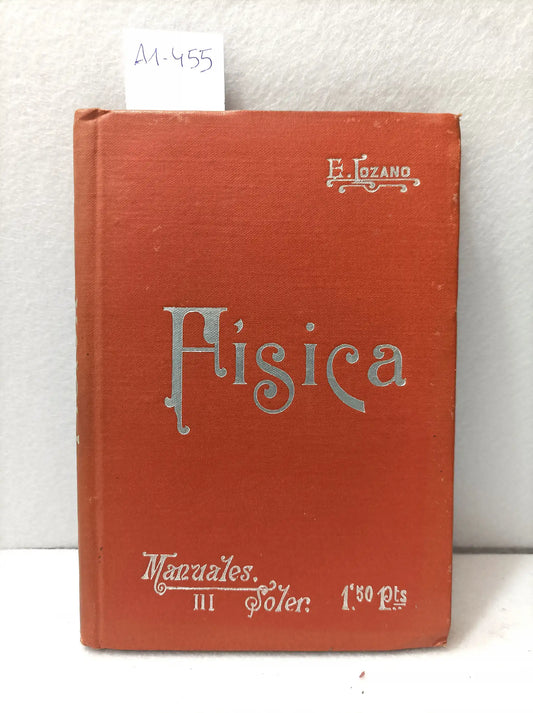 A1-455
E. Lozano
Física
Manuales.
III Soler. 1'50 Pts